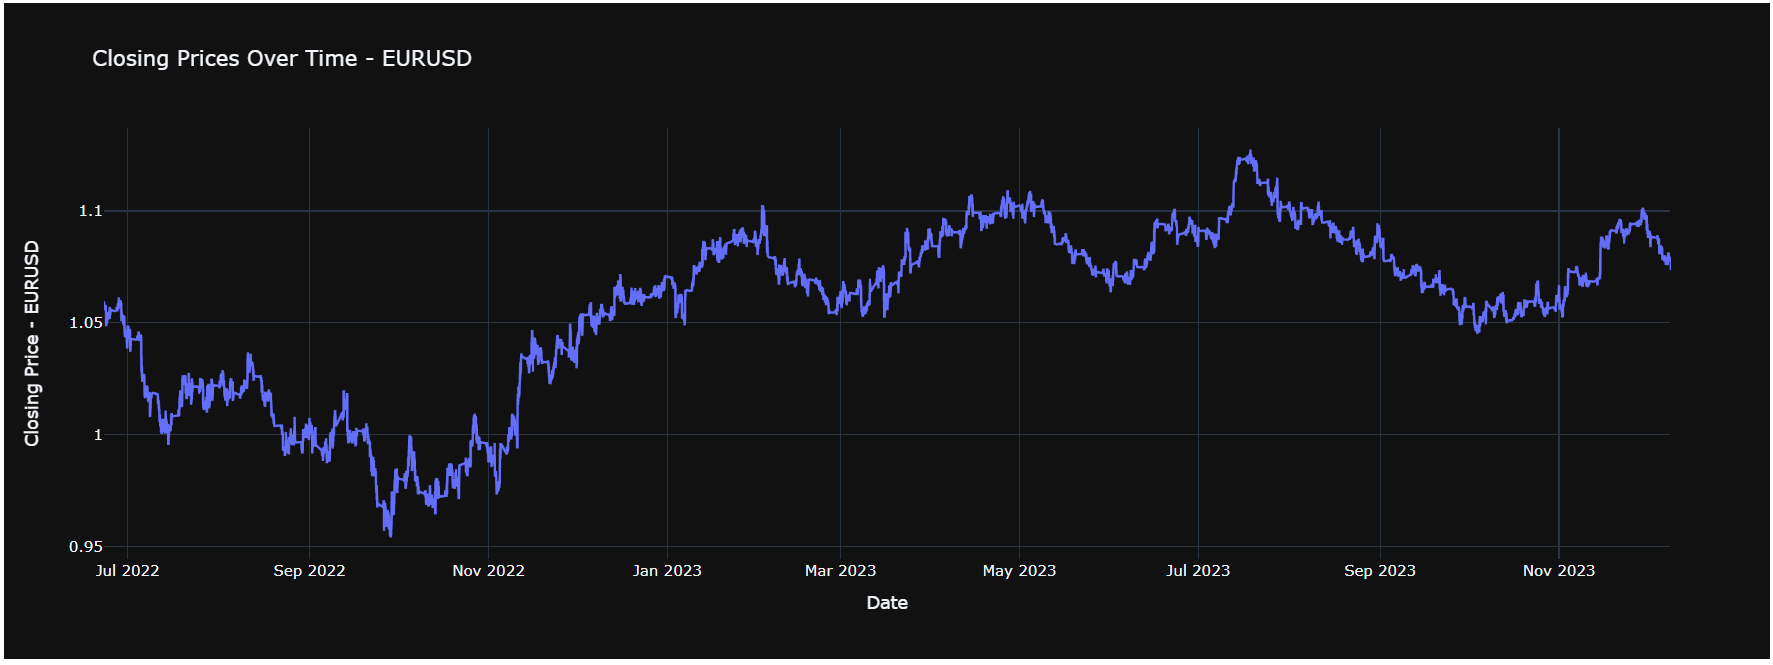 Closing Prices Over Time - EURUSD
Closing Price - EURUSD
1.1
1.05
1
0.95
Jul 2022
Sep 2022
Nov 2022
Jan 2023
Mar 2023
May 2023
Jul 2023
Sep 2023
Nov 2023
Date